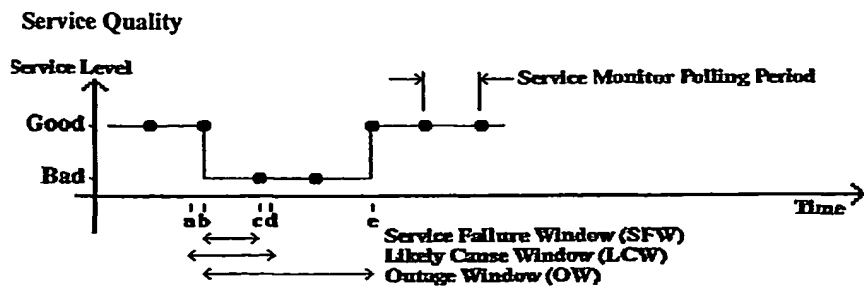 Service Quality
Service Level
Service Monitor Polling Period
Good
Bad
Time
a b c d e
Service Failure Window (SFW)
Likely Cause Window (LCW)
Outage Window (OW)